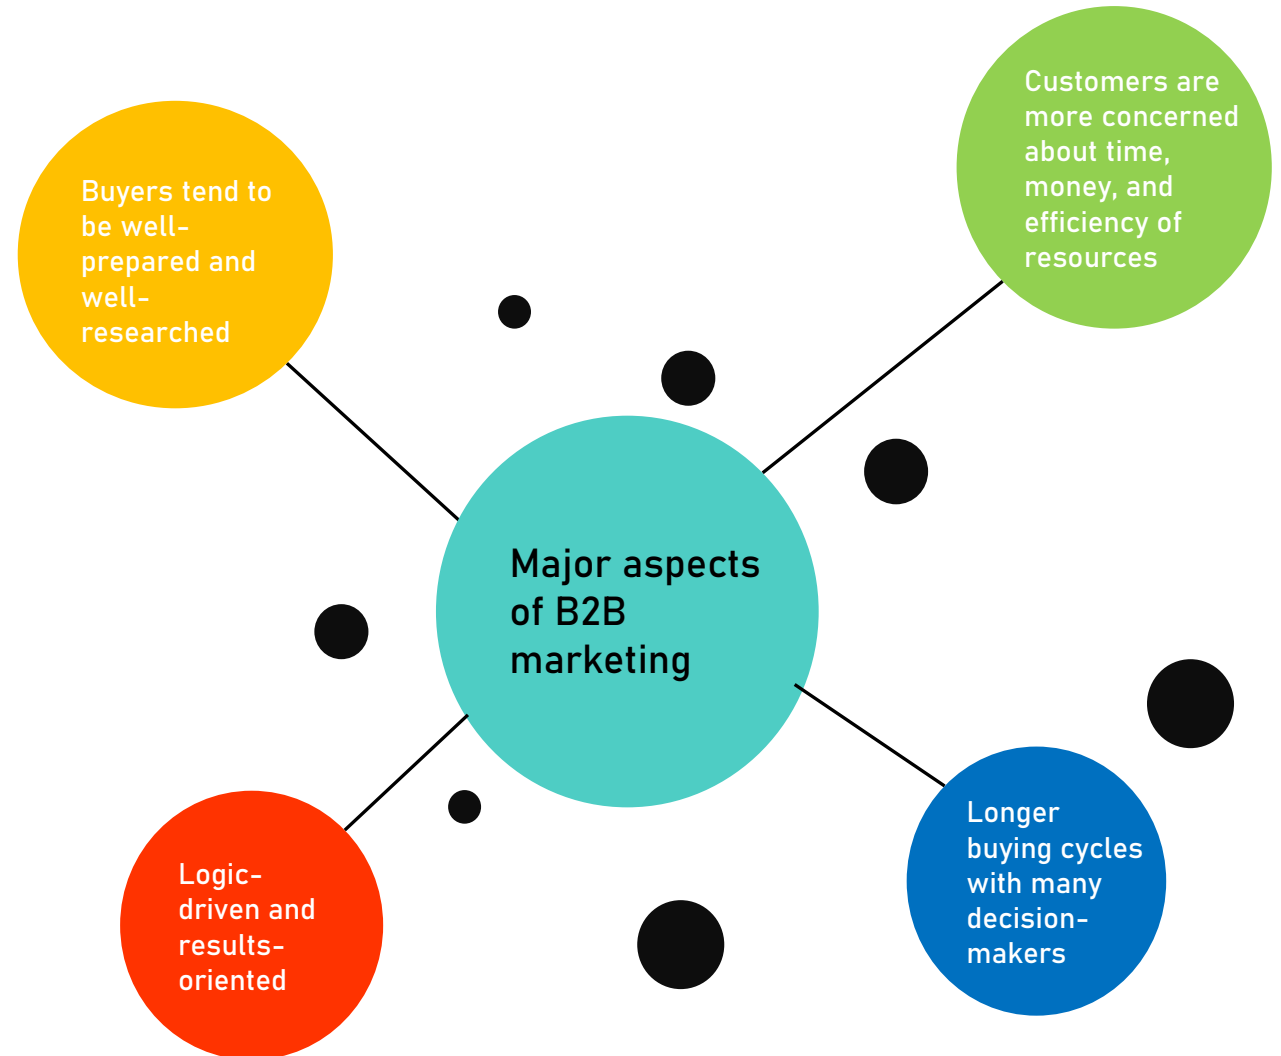 Customers are
more concerned
about time,
money, and
efficiency of
resources
Buyers tend to
be well-
prepared and
well-
researched
Major aspects
of B2B
marketing
Longer
buying cycles
with many
decision-
makers
Logic-
driven and
results-
oriented